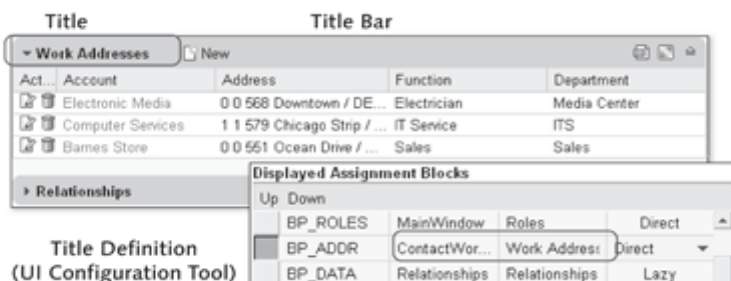 Title
Title Bar
Work Addresses New
Act... Account Address Function Department
Electronic Media 0 0 568 Downtown / DE... Electrician Media Center
Computer Services 1 1 579 Chicago Strip / ... IT Service ITS
Barnes Store 0 0 551 Ocean Drive / ... Sales Sales
Relationships
Displayed Assignment Blocks
Up Down
BP_ROLES MainWindow Roles Direct
BP_ADDR ContactWor... Work Address Direct
BP_DATA Relationships Relationships Lazy
Title Definition
(UI Configuration Tool)